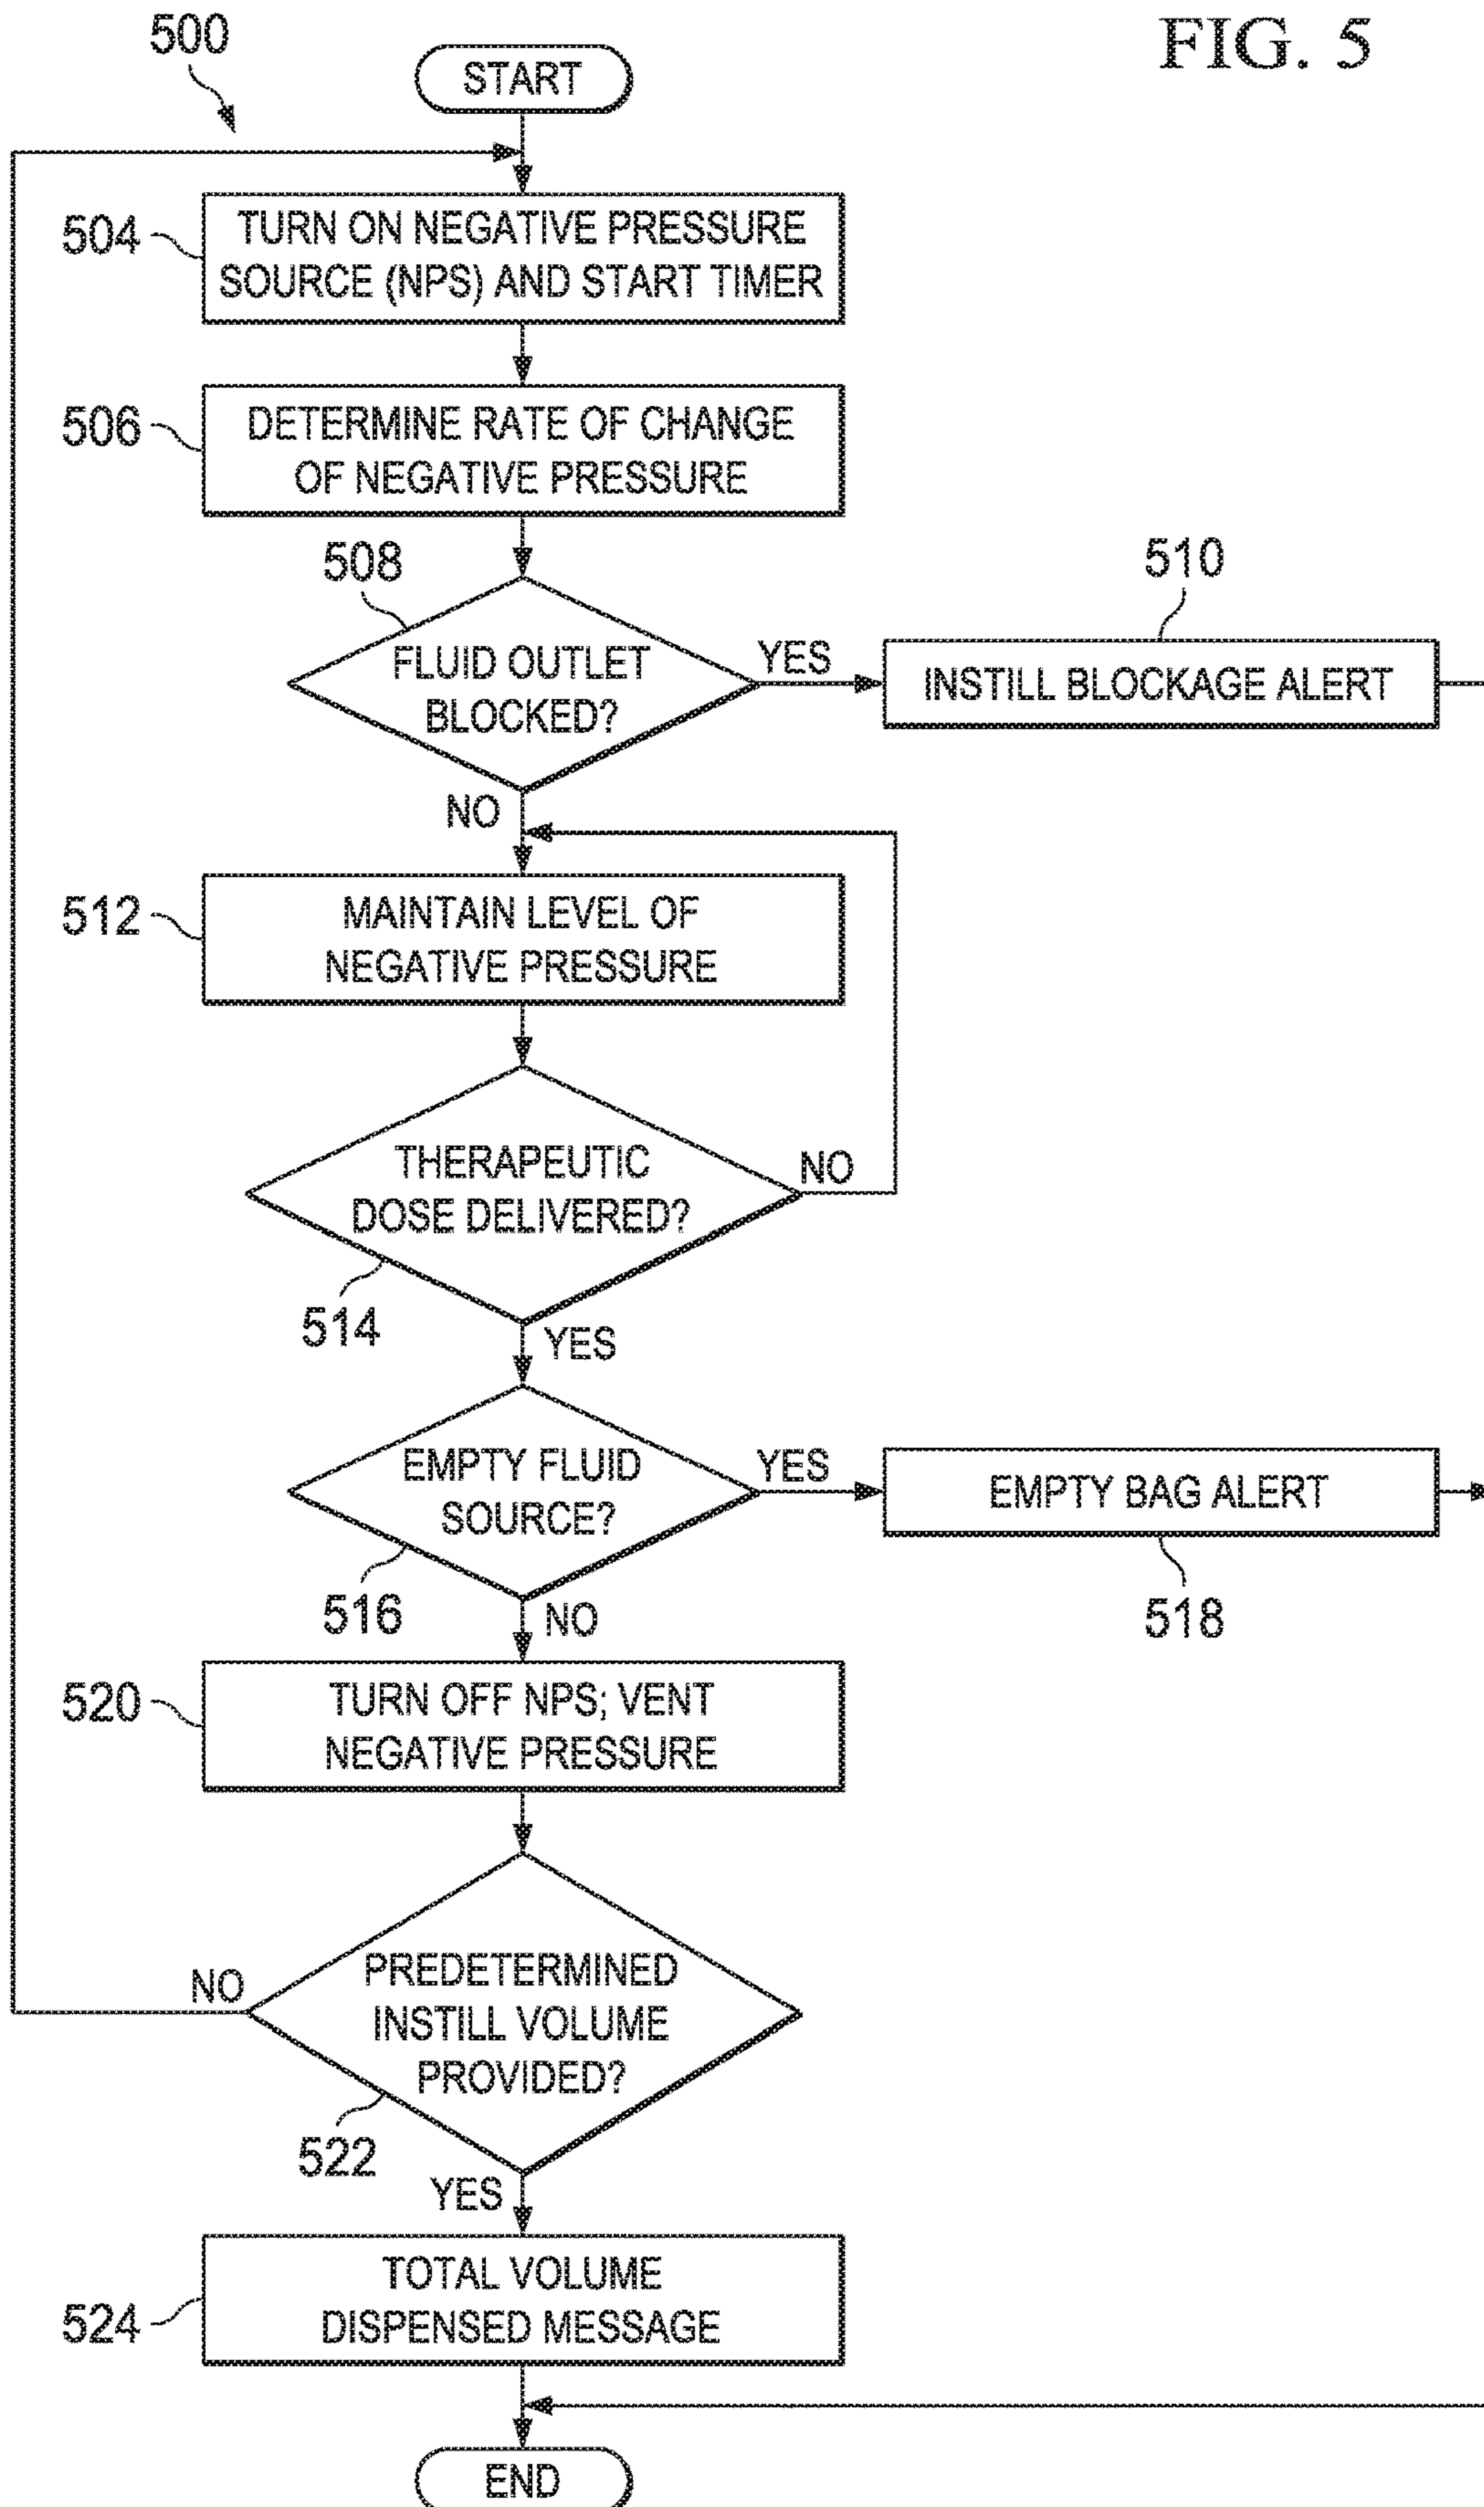 FIG. 5
500
START
504
TURN ON NEGATIVE PRESSURE
SOURCE (NPS) AND START TIMER
506
DETERMINE RATE OF CHANGE
OF NEGATIVE PRESSURE
508
FLUID OUTLET
BLOCKED?
YES
510
INSTILL BLOCKAGE ALERT
NO
512
MAINTAIN LEVEL OF
NEGATIVE PRESSURE
THERAPEUTIC
DOSE DELIVERED?
NO
514
YES
EMPTY FLUID
SOURCE?
YES
EMPTY BAG ALERT
516
518
NO
520
TURN OFF NPS; VENT
NEGATIVE PRESSURE
NO
PREDETERMINED
INSTILL VOLUME
PROVIDED?
522
YES
524
TOTAL VOLUME
DISPENSED MESSAGE
END